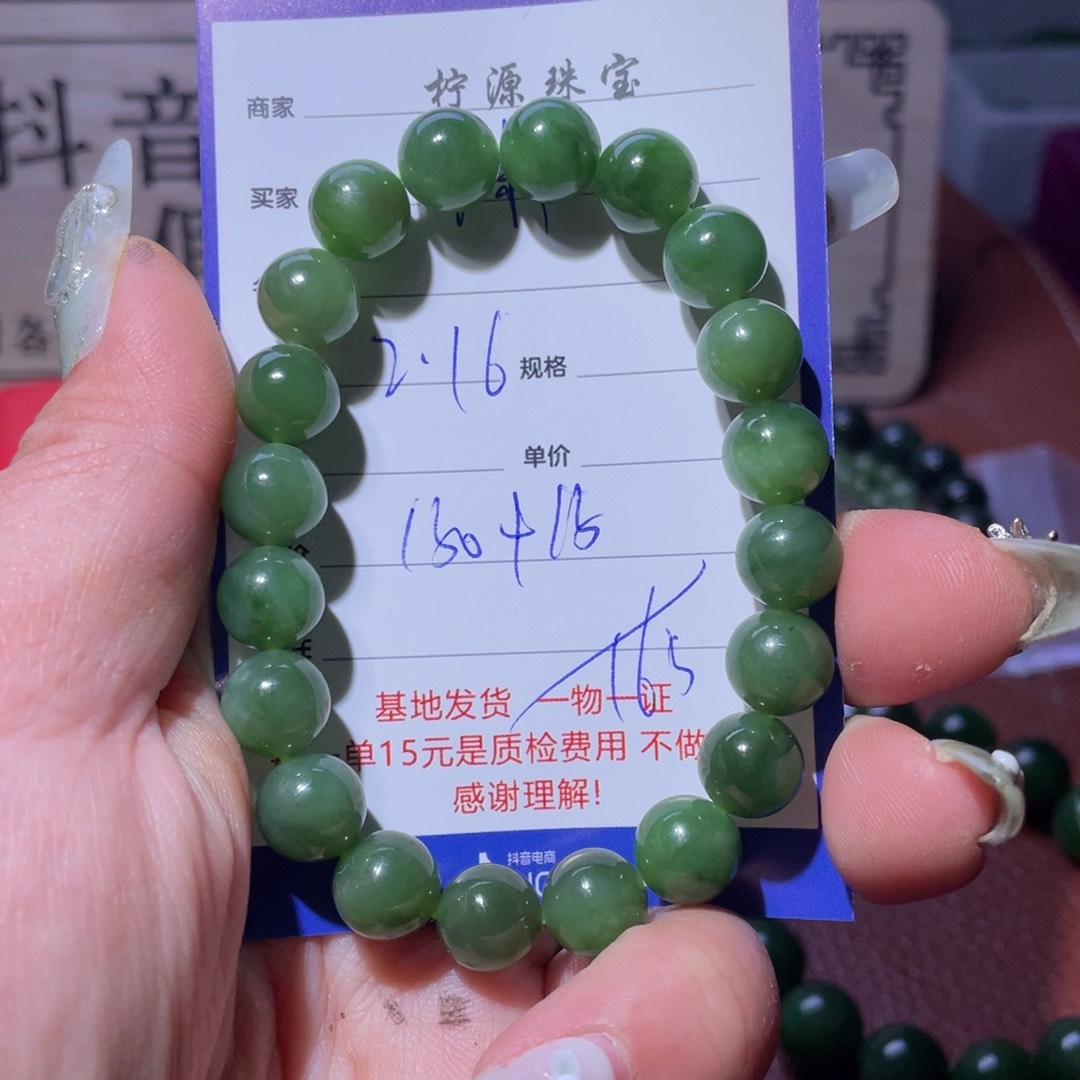 商家 柠源珠宝
买家
2.16 规格
单价
150+15
165
基地发货 一物一证
单15元是质检费用 不做
感谢理解!
抖音电商
抖音